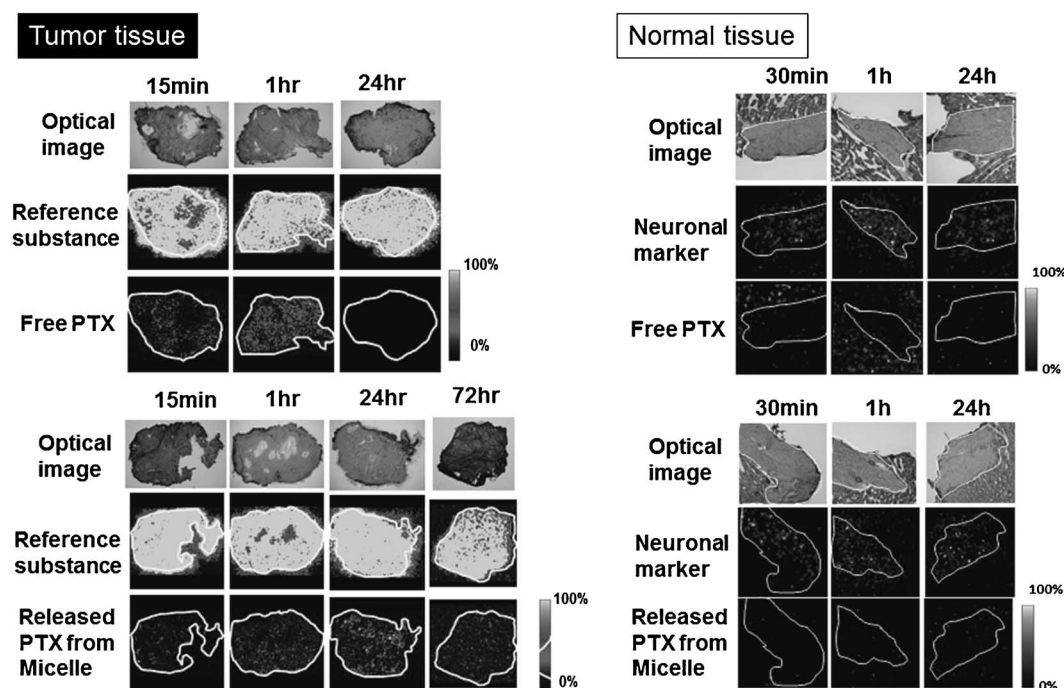 Tumor tissue
15min 1hr 24hr
Optical
image
Reference
substance
100%
Free PTX
0%
15min 1hr 24hr 72hr
Optical
image
Reference
substance
Released
PTX from
Micelle
100%
0%
Normal tissue
30min 1h 24h
Optical
image
Neuronal
marker
100%
Free PTX
0%
30min 1h 24h
Optical
image
Neuronal
marker
100%
Released
PTX from
Micelle
0%